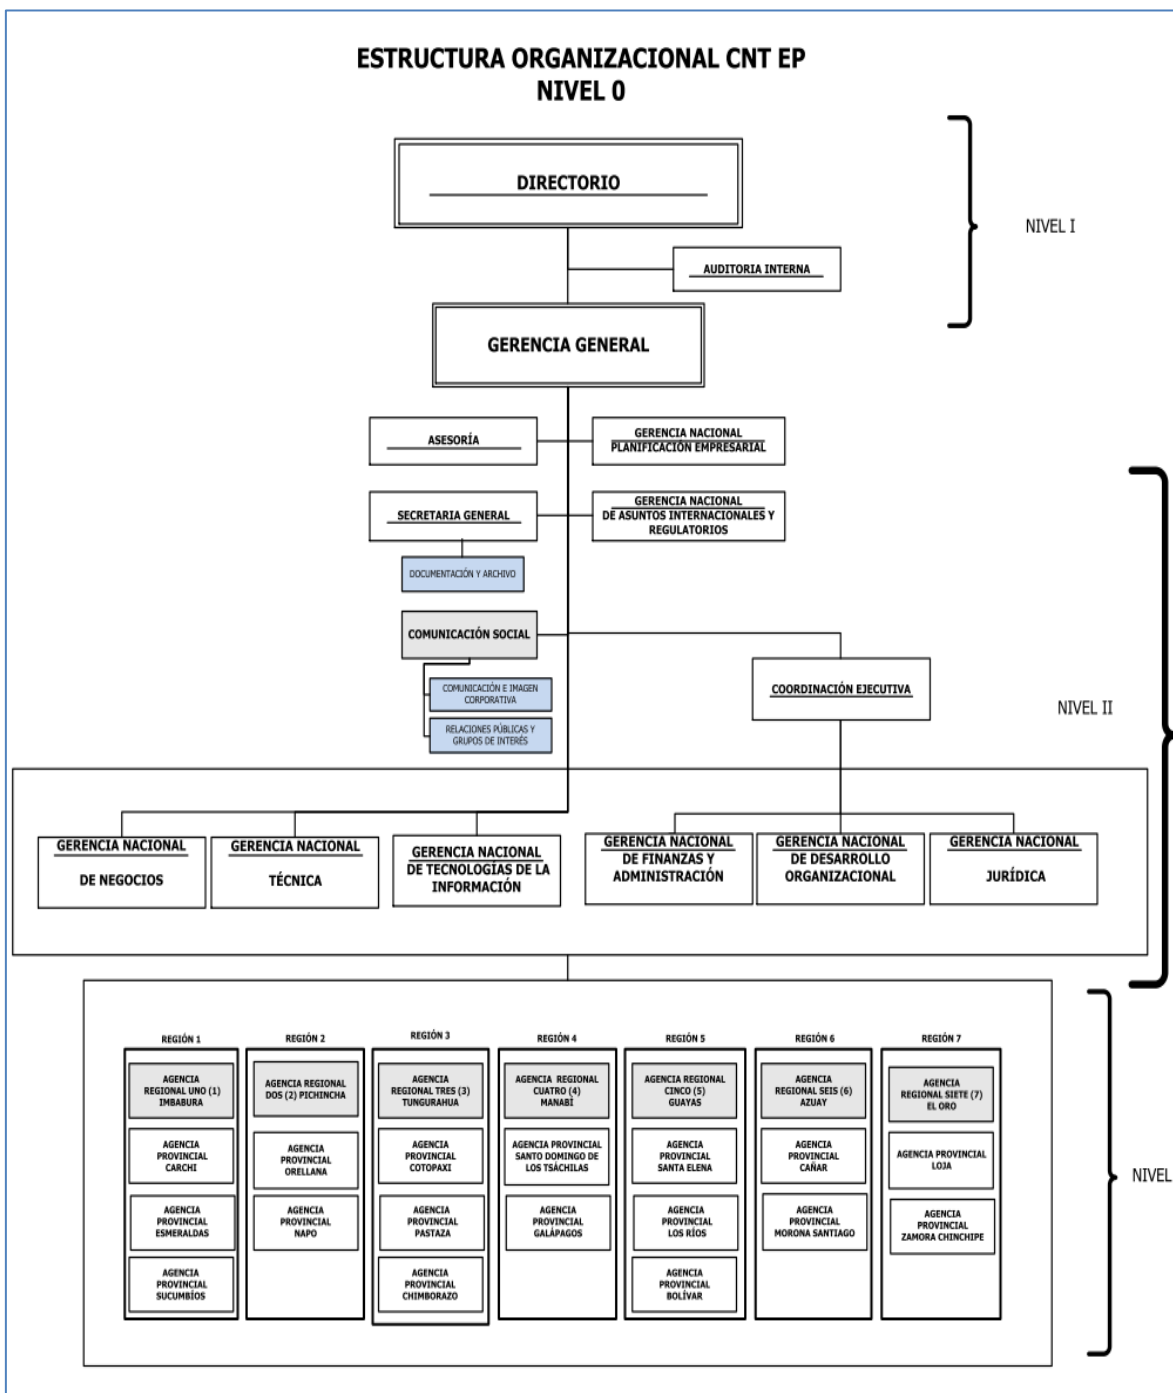 ESTRUCTURA ORGANIZACIONAL CNT EP
NIVEL 0
DIRECTORIO
NIVEL I
AUDITORIA INTERNA
GERENCIA GENERAL
ASESORÍA
GERENCIA NACIONAL
PLANIFICACIÓN EMPRESARIAL
SECRETARIA GENERAL
GERENCIA NACIONAL
DE ASUNTOS INTERNACIONALES Y
REGULATORIOS
DOCUMENTACIÓN Y ARCHIVO
COMUNICACIÓN SOCIAL
COMUNICACIÓN E IMAGEN
CORPORATIVA
RELACIONES PÚBLICAS Y
GRUPOS DE INTERÉS
COORDINACIÓN EJECUTIVA
NIVEL II
GERENCIA NACIONAL
DE NEGOCIOS
GERENCIA NACIONAL
TÉCNICA
GERENCIA NACIONAL
DE TECNOLOGÍAS DE LA
INFORMACIÓN
GERENCIA NACIONAL
DE FINANZAS Y
ADMINISTRACIÓN
GERENCIA NACIONAL
DE DESARROLLO
ORGANIZACIONAL
GERENCIA NACIONAL
JURÍDICA
REGIÓN 1
AGENCIA
REGIONAL UNO (1)
IMBABURA
AGENCIA
PROVINCIAL
CARCHI
AGENCIA
PROVINCIAL
ESMERALDAS
AGENCIA
PROVINCIAL
SUCUMBÍOS
REGIÓN 2
AGENCIA REGIONAL
DOS (2) PICHINCHA
AGENCIA
PROVINCIAL
ORELLANA
AGENCIA
PROVINCIAL
NAPO
REGIÓN 3
AGENCIA
REGIONAL TRES (3)
TUNGURAHUA
AGENCIA
PROVINCIAL
COTOPAXI
AGENCIA
PROVINCIAL
PASTAZA
AGENCIA
PROVINCIAL
CHIMBORAZO
REGIÓN 4
AGENCIA REGIONAL
CUATRO (4)
MANABÍ
AGENCIA PROVINCIAL
SANTO DOMINGO DE
LOS TSÁCHILAS
AGENCIA
PROVINCIAL
GALÁPAGOS
REGIÓN 5
AGENCIA REGIONAL
CINCO (5)
GUAYAS
AGENCIA
PROVINCIAL
SANTA ELENA
AGENCIA
PROVINCIAL
LOS RÍOS
AGENCIA
PROVINCIAL
BOLÍVAR
REGIÓN 6
AGENCIA
REGIONAL SEIS (6)
AZUAY
AGENCIA
PROVINCIAL
CAÑAR
AGENCIA
PROVINCIAL
MORONA SANTIAGO
REGIÓN 7
AGENCIA
REGIONAL SIETE (7)
EL ORO
AGENCIA PROVINCIAL
LOJA
AGENCIA
PROVINCIAL
ZAMORA CHINCHIPE
NIVEL